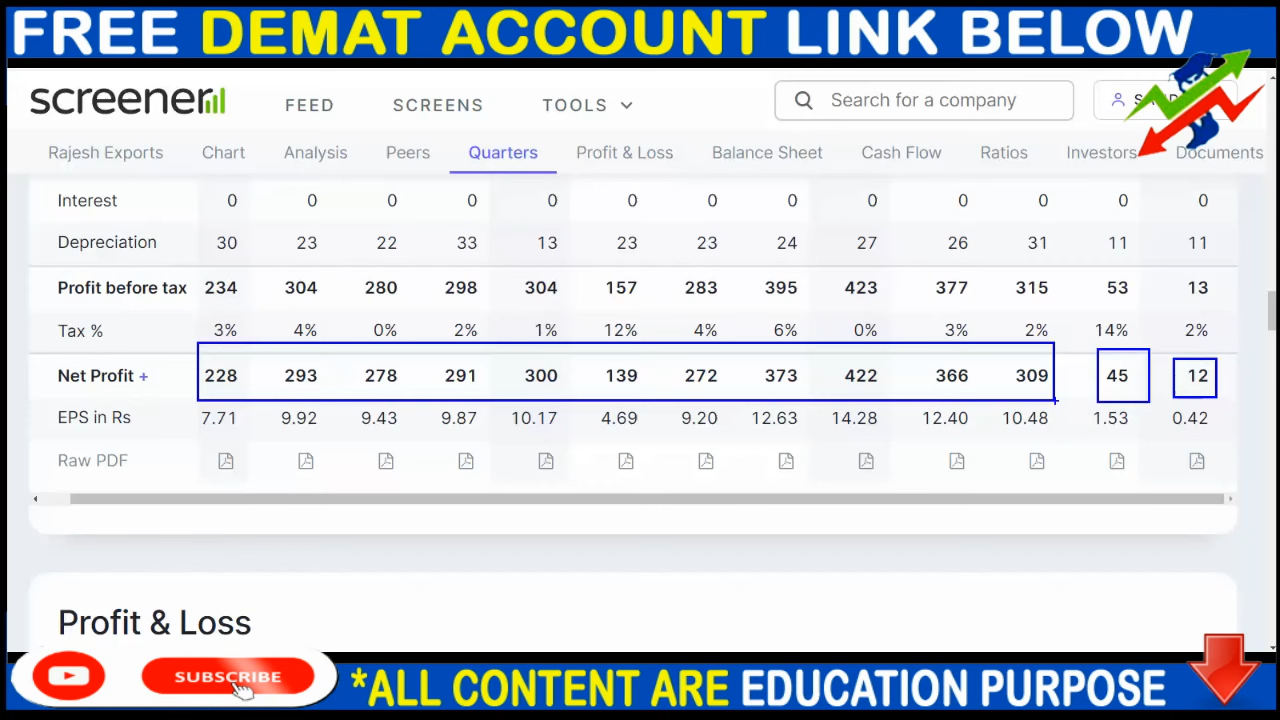 FREE DEMAT ACCOUNT LINK BELOW
screener
FEED SCREENS TOOLS
Search for a company
Rajesh Exports Chart Analysis Peers Quarters Profit & Loss Balance Sheet Cash Flow Ratios Investors Documents
Interest 0 0 0 0 0 0 0 0 0 0 0 0 0
Depreciation 30 23 22 33 13 23 23 24 27 26 31 11 11
Profit before tax 234 304 280 298 304 157 283 395 423 377 315 53 13
Tax % 3% 4% 0% 2% 1% 12% 4% 6% 0% 3% 2% 14% 2%
Net Profit + 228 293 278 291 300 139 272 373 422 366 309 45 12
EPS in Rs 7.71 9.92 9.43 9.87 10.17 4.69 9.20 12.63 14.28 12.40 10.48 1.53 0.42
Raw PDF
Profit & Loss
SUBSCRIBE
*ALL CONTENT ARE EDUCATION PURPOSE